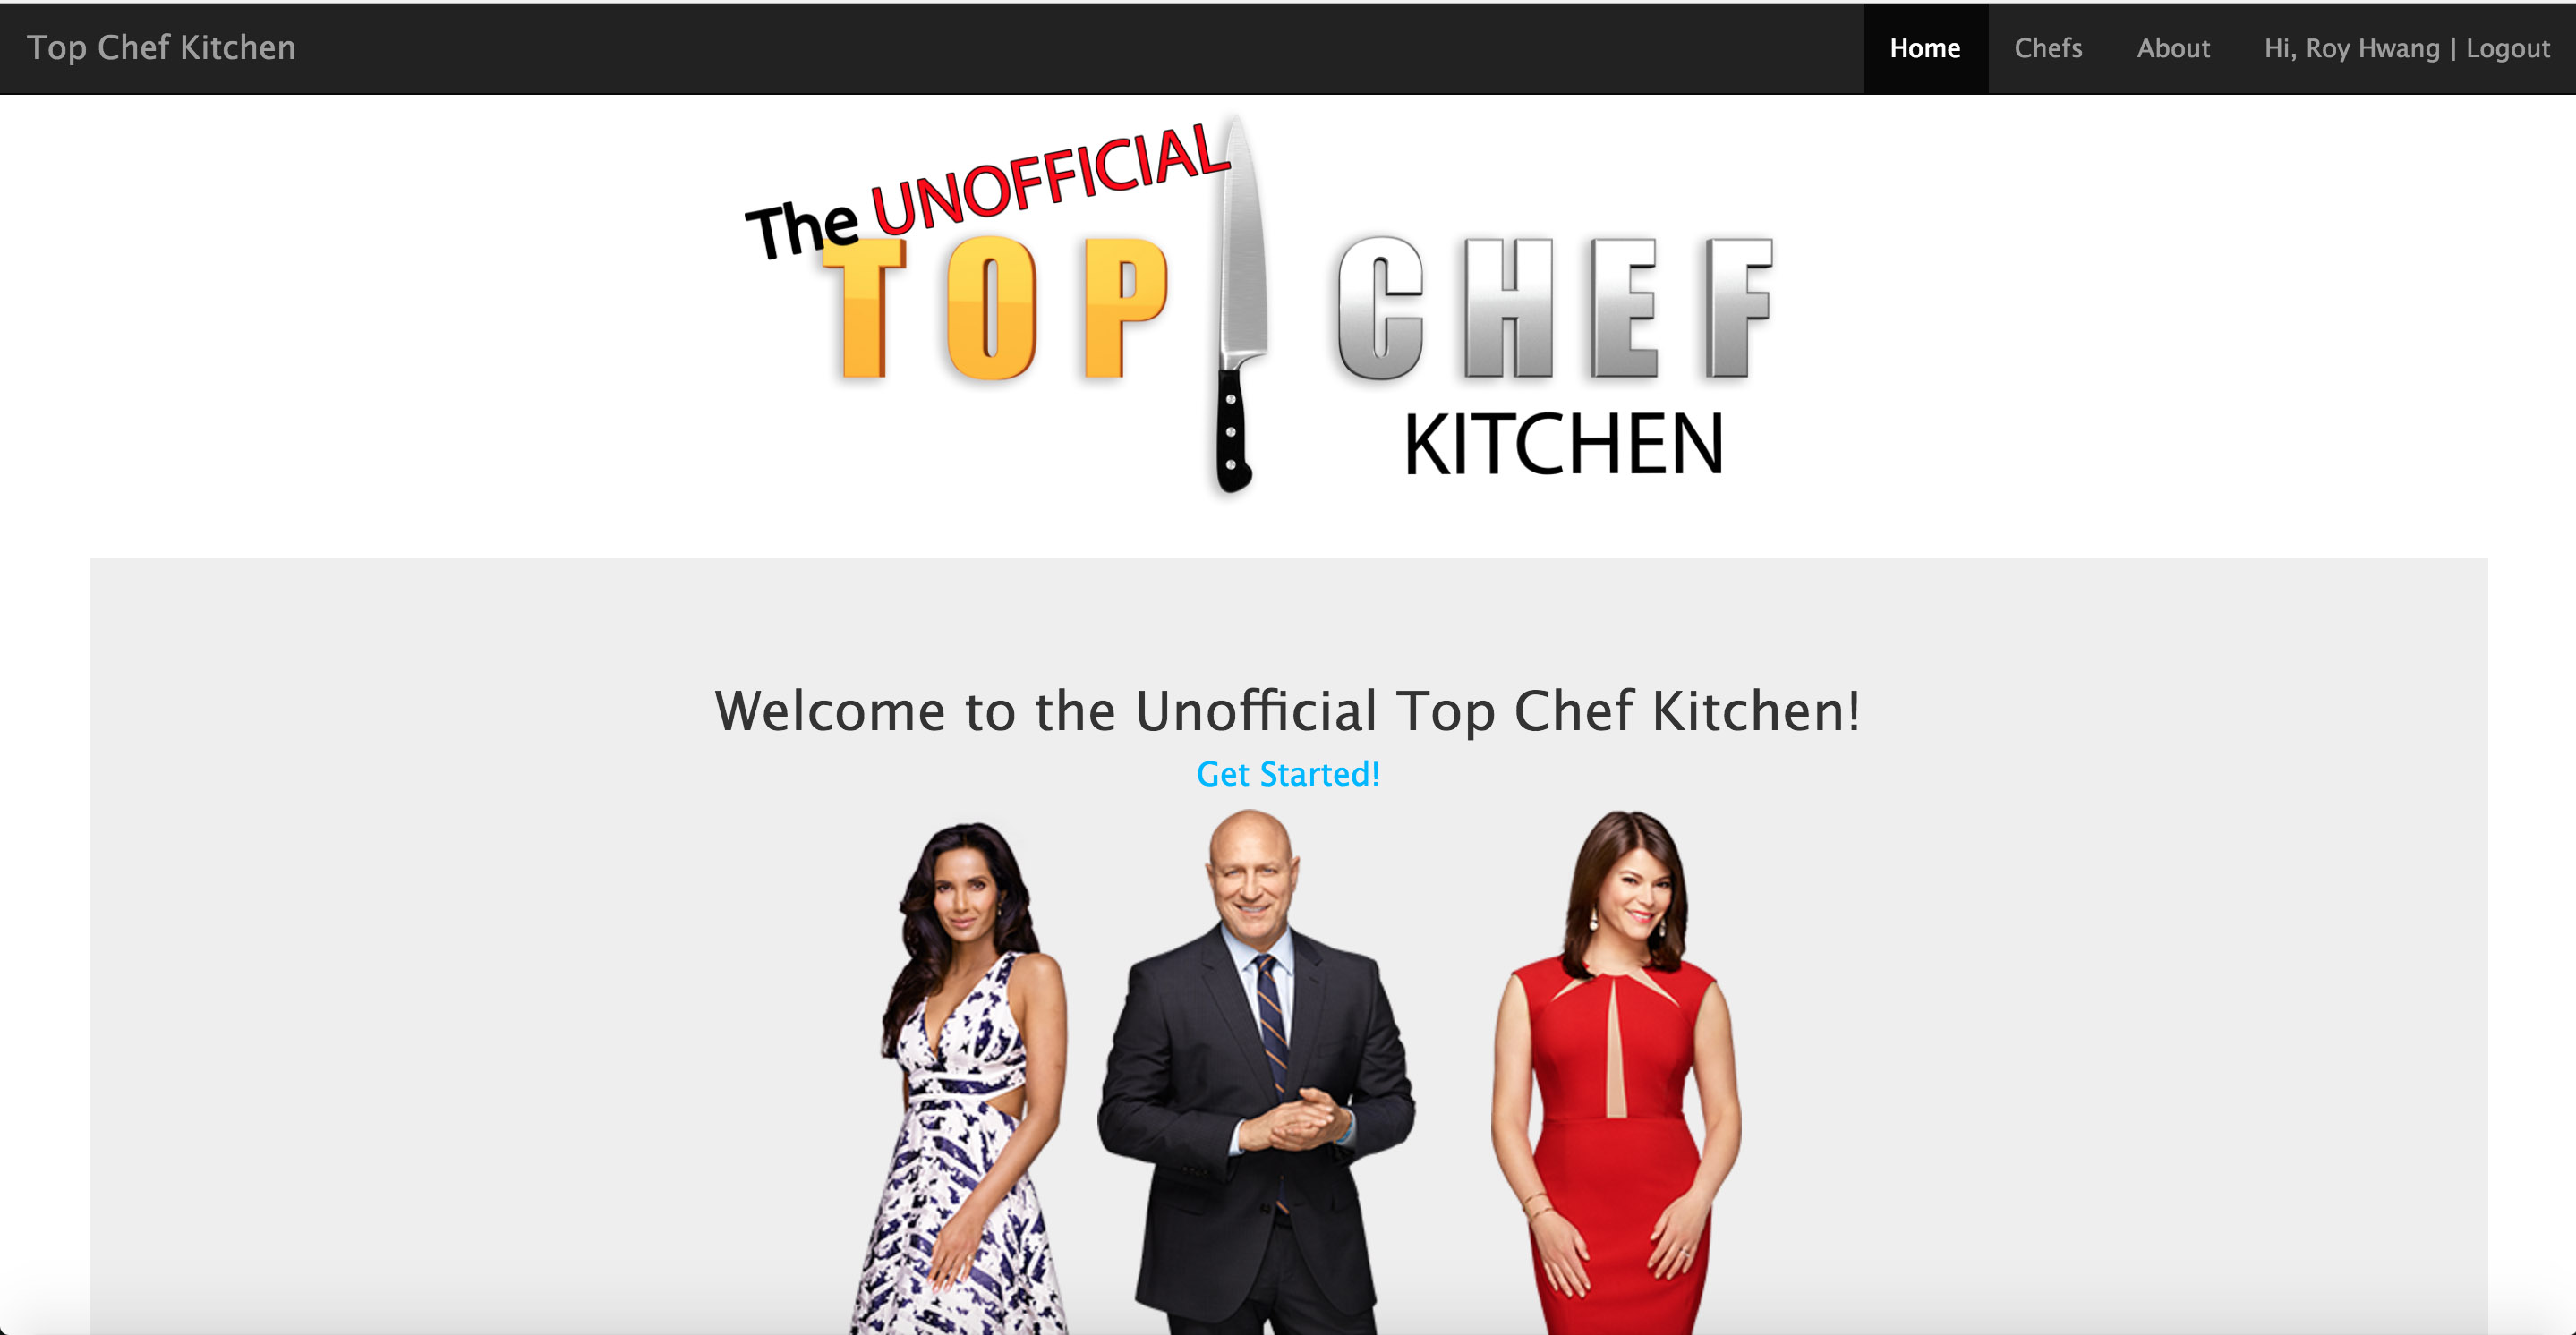 Top Chef Kitchen
Home
Chefs
About
Hi, Roy Hwang | Logout
The UNOFFICIAL
TOP CHEF
KITCHEN
Welcome to the Unofficial Top Chef Kitchen!
Get Started!